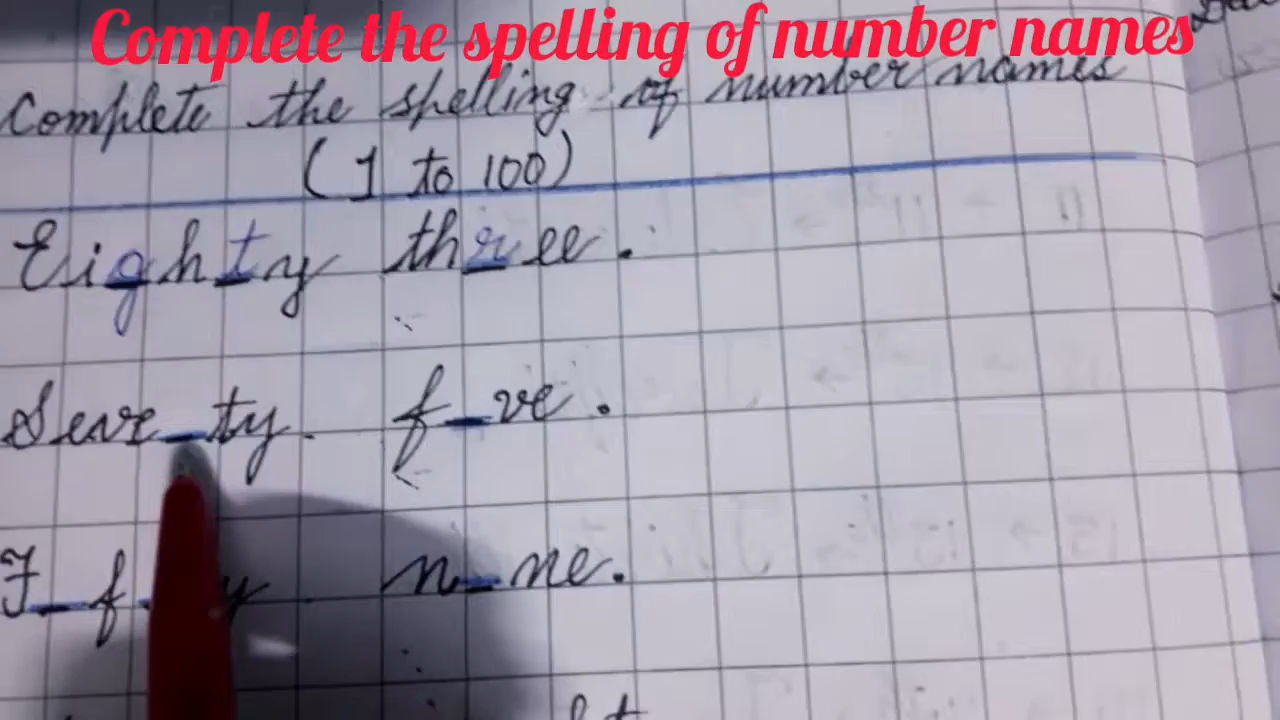 Complete the spelling of number names
Complete the spelling of number names
(1 to 100)
Eighty three.
Seve_ty. f_ve.
F_f_y. n_ne.